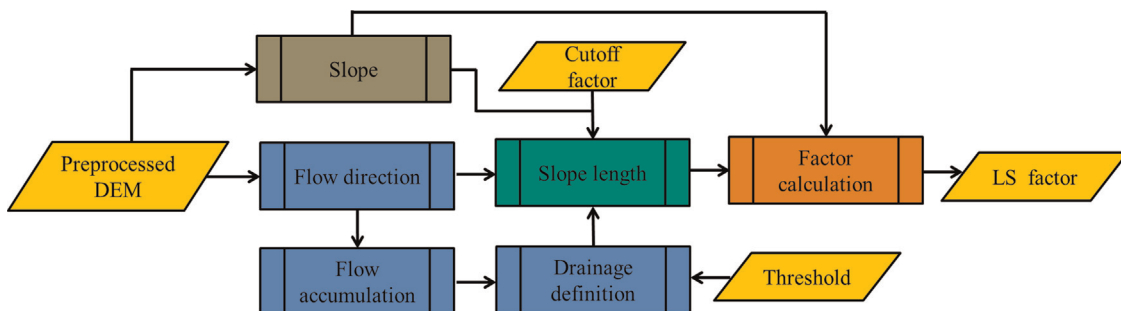 Slope
Cutoff
factor
Preprocessed
DEM
Flow direction
Slope length
Factor
calculation
LS factor
Flow
accumulation
Drainage
definition
Threshold